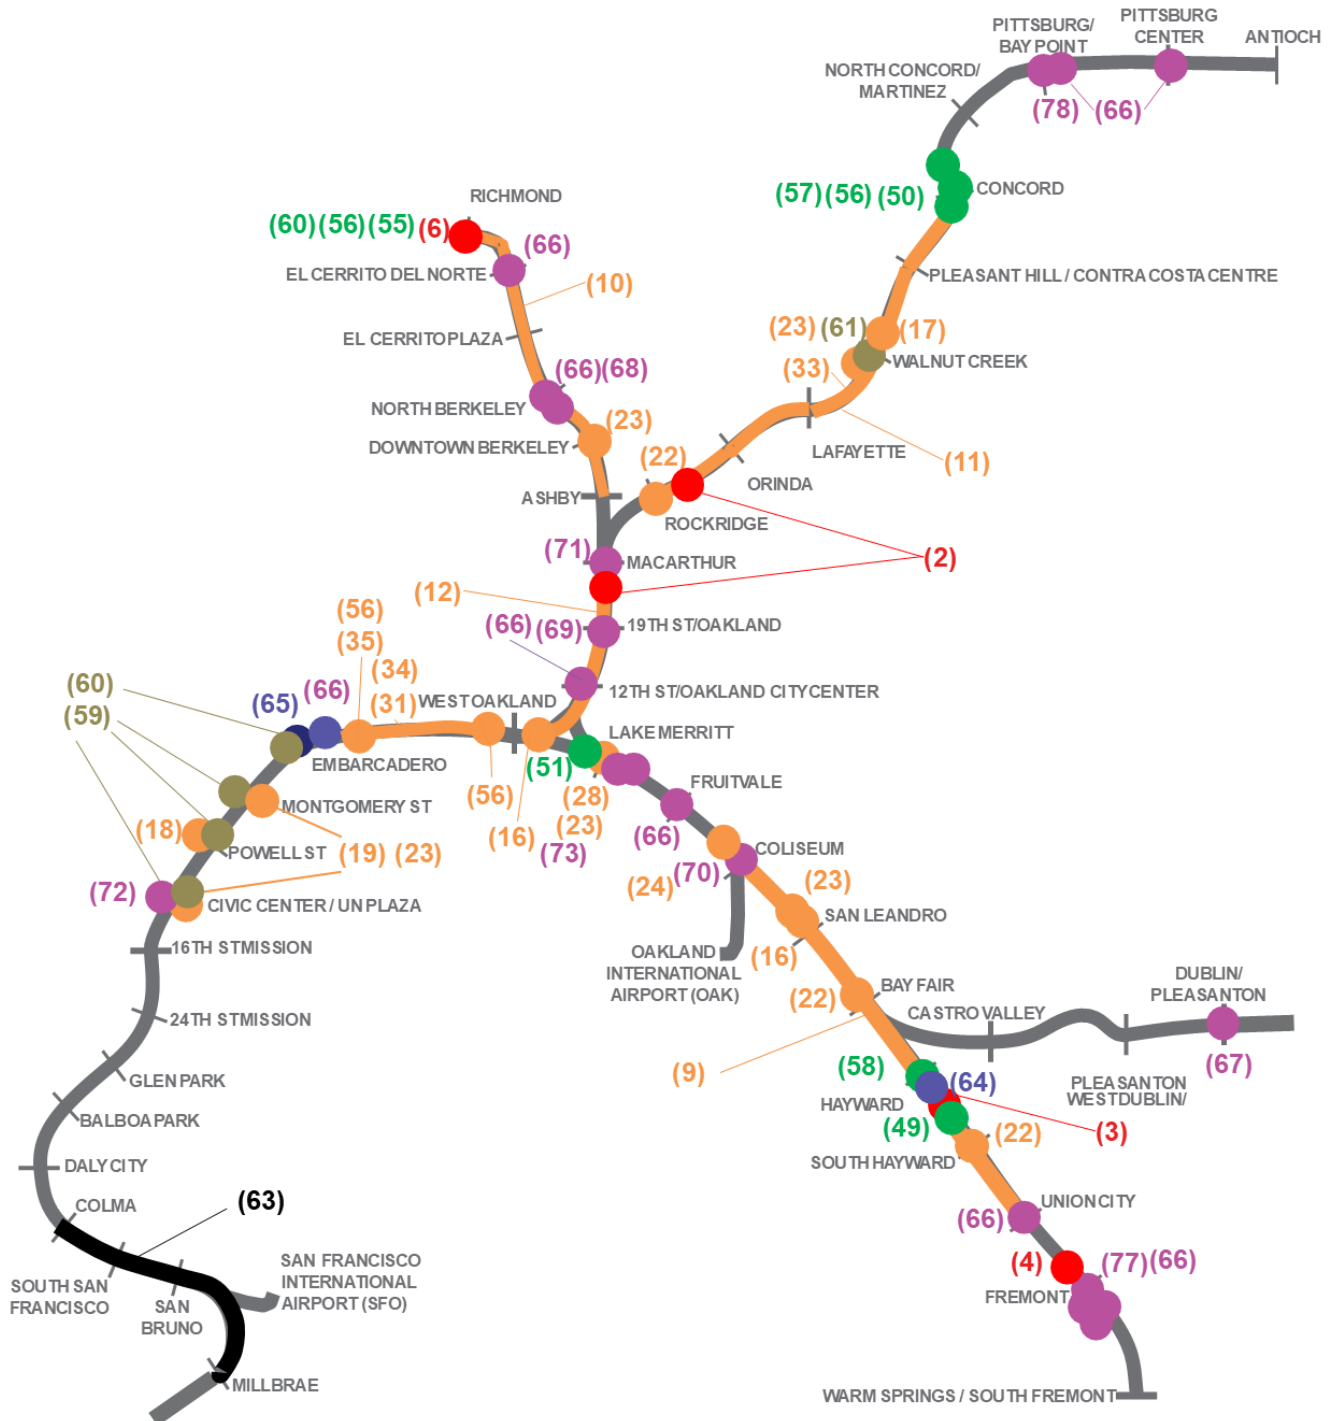 PITTSBURG/
BAY POINT
PITTSBURG
CENTER
ANTIOCH
NORTH CONCORD/
MARTINEZ
(78)
(66)
(57) (56) (50)
CONCORD
RICHMOND
(60) (56) (55) (6)
(66)
EL CERRITO DEL NORTE
(10)
PLEASANT HILL / CONTRA COSTA CENTRE
EL CERRITO PLAZA
(23) (61) (17)
WALNUT CREEK
(33)
(66) (68)
NORTH BERKELEY
(23)
DOWNTOWN BERKELEY
LAFAYETTE
(11)
(22)
ORINDA
ASHBY
ROCKRIDGE
(71)
MACARTHUR
(2)
(12)
(56)
(35)
(66) (69)
19TH ST/OAKLAND
(34)
(31)
WEST OAKLAND
12TH ST/OAKLAND CITY CENTER
(60)
(59)
(65)
(66)
LAKE MERRITT
EMBARCADERO
(51)
FRUITVALE
(56)
(28)
MONTGOMERY ST
(18)
(16)
(23)
(66)
POWELL ST
(19) (23)
(73)
COLISEUM
(72)
(24)
(70)
(23)
CIVIC CENTER / UN PLAZA
SAN LEANDRO
16TH ST MISSION
OAKLAND
INTERNATIONAL
AIRPORT (OAK)
(16)
(22)
BAY FAIR
DUBLIN/
PLEASANTON
24TH ST MISSION
CASTRO VALLEY
(9)
(58)
(67)
GLEN PARK
(64)
PLEASANTON
WEST DUBLIN/
HAYWARD
BALBOA PARK
(49)
(22)
(3)
DALY CITY
SOUTH HAYWARD
COLMA
(63)
UNION CITY
(66)
SAN FRANCISCO
INTERNATIONAL
AIRPORT (SFO)
(4)
(77) (66)
SOUTH SAN
FRANCISCO
FREMONT
SAN
BRUNO
MILLBRAE
WARM SPRINGS / SOUTH FREMONT